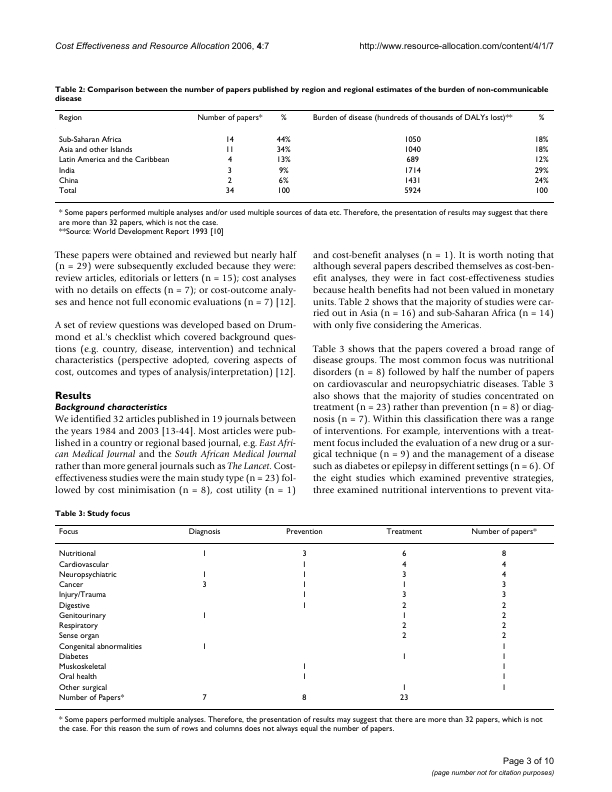 Cost Effectiveness and Resource Allocation 2006, 4:7
http://www.resource-allocation.com/content/4/1/7
Table 2: Comparison between the number of papers published by region and regional estimates of the burden of non-communicable
disease
Region Number of papers* % Burden of disease (hundreds of thousands of DALYs lost)** %
Sub-Saharan Africa 14 44% 1050 18%
Asia and other Islands 11 34% 1040 18%
Latin America and the Caribbean 4 13% 689 12%
India 3 9% 1714 29%
China 2 6% 1431 24%
Total 34 100 5924 100
* Some papers performed multiple analyses and/or used multiple sources of data etc. Therefore, the presentation of results may suggest that there
are more than 32 papers, which is not the case.
**Source: World Development Report 1993 [10]
These papers were obtained and reviewed but nearly half
(n = 29) were subsequently excluded because they were:
review articles, editorials or letters (n = 15); cost analyses
with no details on effects (n = 7); or cost-outcome analy-
ses and hence not full economic evaluations (n = 7) [12].
A set of review questions was developed based on Drum-
mond et al.'s checklist which covered background ques-
tions (e.g. country, disease, intervention) and technical
characteristics (perspective adopted, covering aspects of
cost, outcomes and types of analysis/interpretation) [12].
Results
Background characteristics
We identified 32 articles published in 19 journals between
the years 1984 and 2003 [13-44]. Most articles were pub-
lished in a country or regional based journal, e.g. East Afri-
can Medical Journal and the South African Medical Journal
rather than more general journals such as The Lancet. Cost-
effectiveness studies were the main study type (n = 23) fol-
lowed by cost minimisation (n = 8), cost utility (n = 1)
and cost-benefit analyses (n = 1). It is worth noting that
although several papers described themselves as cost-ben-
efit analyses, they were in fact cost-effectiveness studies
because health benefits had not been valued in monetary
units. Table 2 shows that the majority of studies were car-
ried out in Asia (n = 16) and sub-Saharan Africa (n = 14)
with only five considering the Americas.
Table 3 shows that the papers covered a broad range of
disease groups. The most common focus was nutritional
disorders (n = 8) followed by half the number of papers
on cardiovascular and neuropsychiatric diseases. Table 3
also shows that the majority of studies concentrated on
treatment (n = 23) rather than prevention (n = 8) or diag-
nosis (n = 7). Within this classification there was a range
of interventions. For example, interventions with a treat-
ment focus included the evaluation of a new drug or a sur-
gical technique (n = 9) and the management of a disease
such as diabetes or epilepsy in different settings (n = 6). Of
the eight studies which examined preventive strategies,
three examined nutritional interventions to prevent vita-
Table 3: Study focus
Focus Diagnosis Prevention Treatment Number of papers*
Nutritional 1 3 6 8
Cardiovascular 1 4 4
Neuropsychiatric 1 1 3 4
Cancer 3 1 1 3
Injury/Trauma 1 3 3
Digestive 1 2 2
Genitourinary 1 1 2
Respiratory 2 2
Sense organ 2 2
Congenital abnormalities 1 1
Diabetes 1 1
Muskoskeletal 1 1
Oral health 1 1
Other surgical 1 1
Number of Papers* 7 8 23
* Some papers performed multiple analyses. Therefore, the presentation of results may suggest that there are more than 32 papers, which is not
the case. For this reason the sum of rows and columns does not always equal the number of papers.
Page 3 of 10
(page number not for citation purposes)